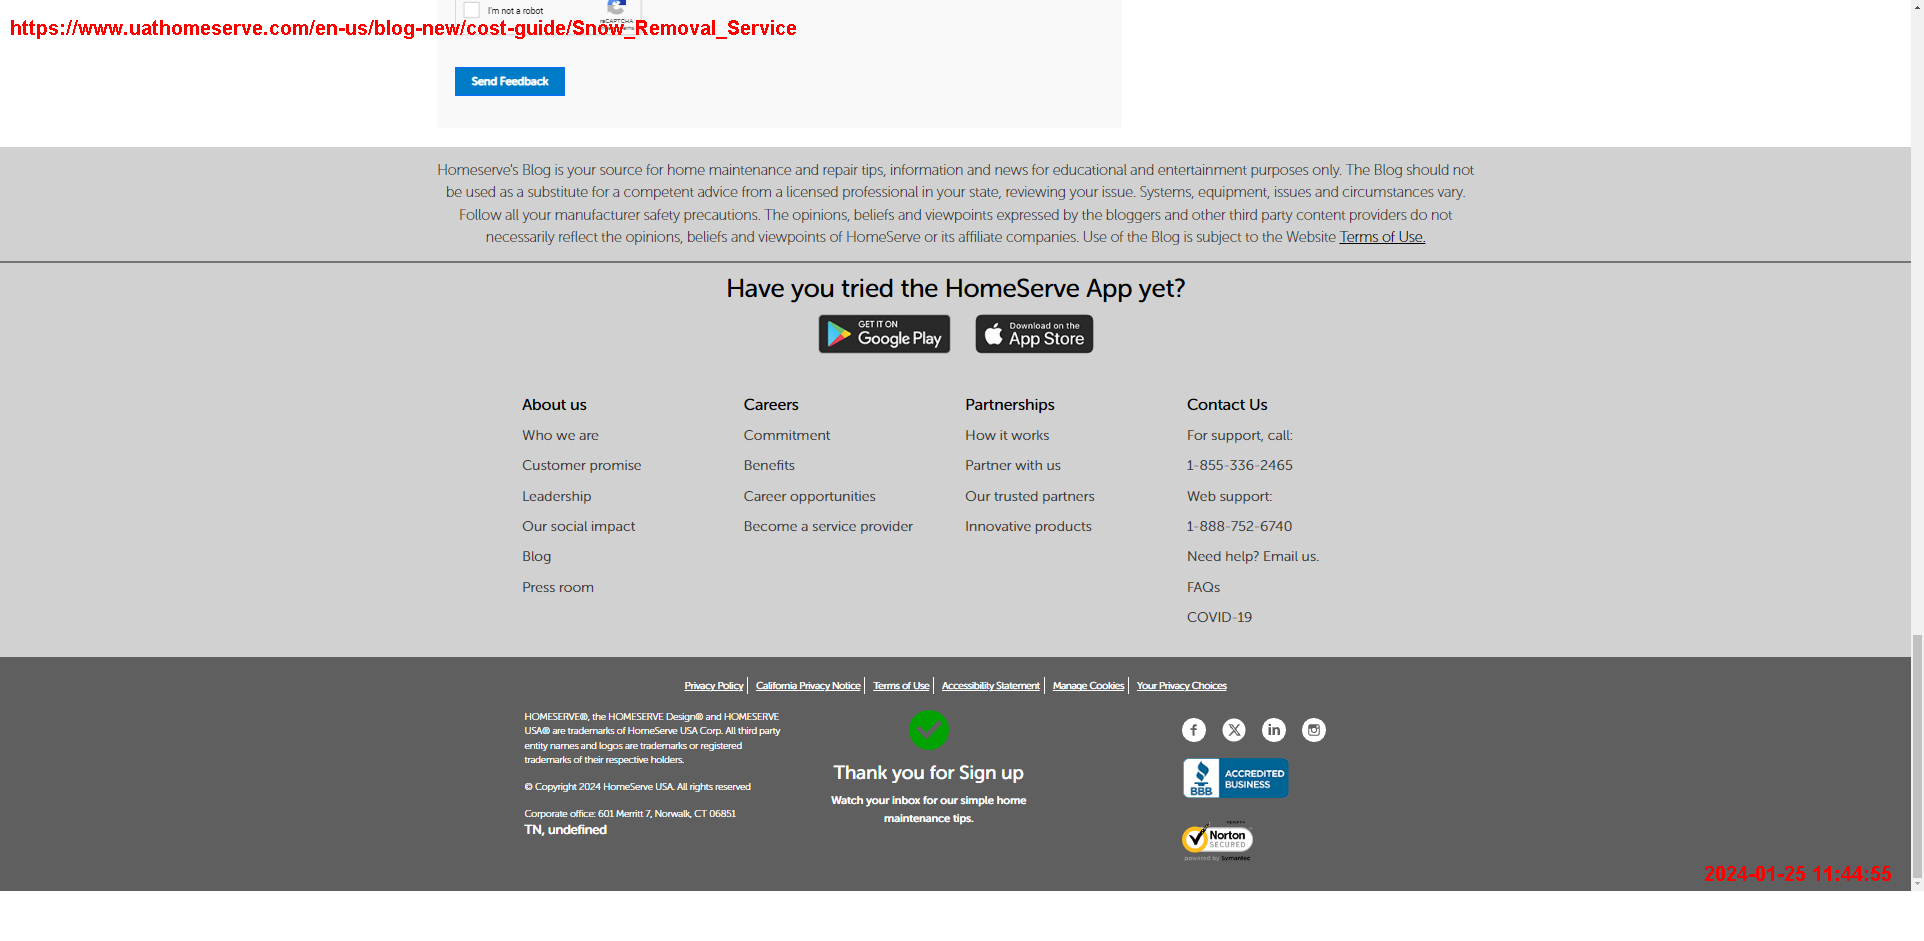 I'm not a robot
reCAPTCHA
https://www.uathomeserve.com/en-us/blog-new/cost-guide/Snow_Removal_Service
Send Feedback
Homeserve's Blog is your source for home maintenance and repair tips, information and news for educational and entertainment purposes only. The Blog should not
be used as a substitute for a competent advice from a licensed professional in your state, reviewing your issue. Systems, equipment, issues and circumstances vary.
Follow all your manufacturer safety precautions. The opinions, beliefs and viewpoints expressed by the bloggers and other third party content providers do not
necessarily reflect the opinions, beliefs and viewpoints of HomeServe or its affiliate companies. Use of the Blog is subject to the Website Terms of Use.
Have you tried the HomeServe App yet?
GET IT ON
Google Play
Download on the
App Store
About us
Who we are
Customer promise
Leadership
Our social impact
Blog
Press room
Careers
Commitment
Benefits
Career opportunities
Become a service provider
Partnerships
How it works
Partner with us
Our trusted partners
Innovative products
Contact Us
For support, call:
1-855-336-2465
Web support:
1-888-752-6740
Need help? Email us.
FAQs
COVID-19
Privacy Policy California Privacy Notice Terms of Use Accessibility Statement Manage Cookies Your Privacy Choices
HOMESERVE®, the HOMESERVE Design® and HOMESERVE
USA® are trademarks of HomeServe USA Corp. All third party
entity names and logos are trademarks or registered
trademarks of their respective holders.
© Copyright 2024 HomeServe USA. All rights reserved
Corporate office: 601 Merritt 7, Norwalk, CT 06851
TN, undefined
Thank you for Sign up
Watch your inbox for our simple home
maintenance tips.
BBB
ACCREDITED
BUSINESS
Norton
SECURED
powered by Symantec
2024-01-25 11:44:55